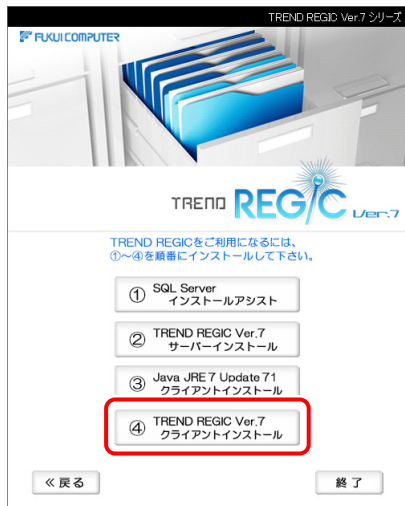 TREND REGIC Ver.7 シリーズ
FUKUI COMPUTER
TREND REGIC Ver.7
TREND REGICをご利用になるには、
①～④を順番にインストールして下さい。
① SQL Server
インストールアシスト
② TREND REGIC Ver.7
サーバーインストール
③ Java JRE 7 Update 71
クライアントインストール
④ TREND REGIC Ver.7
クライアントインストール
≪戻る
終了